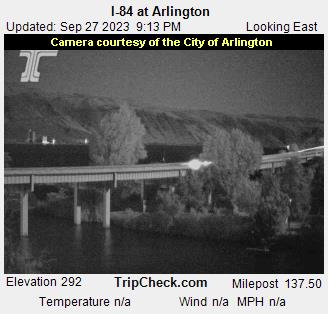 I-84 at Arlington
Updated: Sep 27 2023 9:13 PM Looking East
Camera courtesy of the City of Arlington
Elevation 292 TripCheck.com Milepost 137.50
Temperature n/a Wind n/a MPH n/a